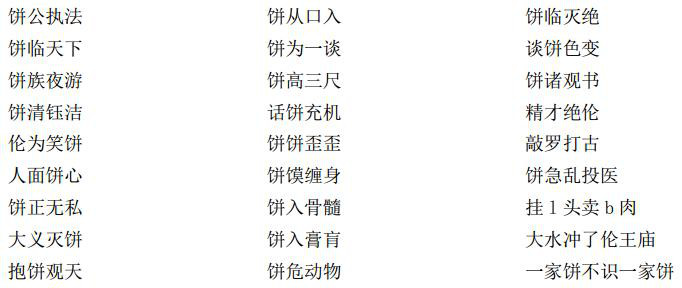 饼公执法 饼从口入 饼临灭绝
饼临天下 饼为一谈 谈饼色变
饼族夜游 饼高三尺 饼诸观书
饼清钰洁 话饼充机 精才绝伦
伦为笑饼 饼饼歪歪 敲罗打古
人面饼心 饼馍缠身 饼急乱投医
饼正无私 饼入骨髓 挂l头卖b肉
大义灭饼 饼入膏肓 大水冲了伦王庙
抱饼观天 饼危动物 一家饼不识一家饼